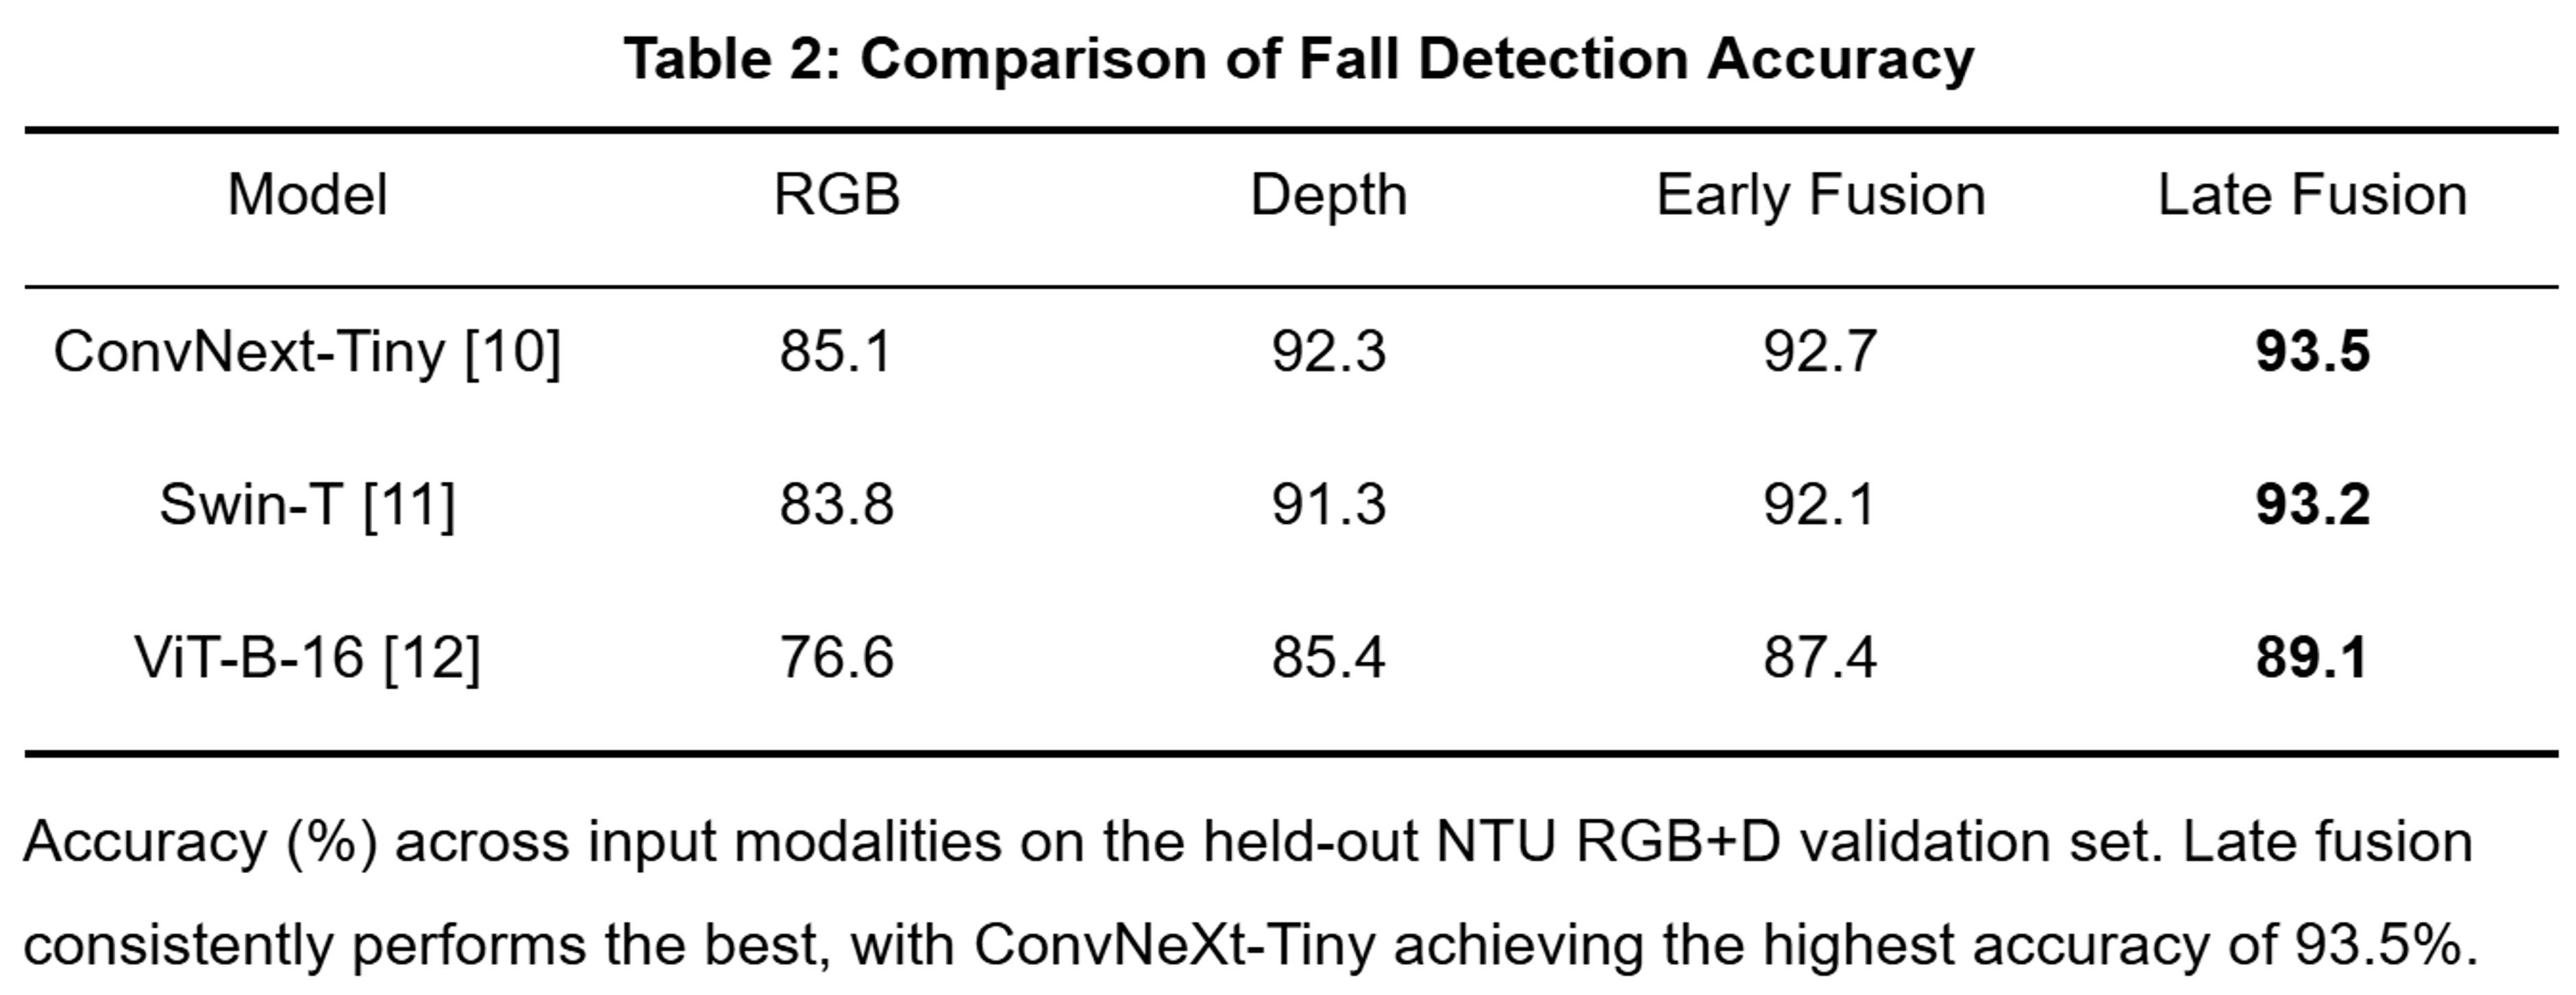 Table 2: Comparison of Fall Detection Accuracy
Model RGB Depth Early Fusion Late Fusion
ConvNext-Tiny [10] 85.1 92.3 92.7 93.5
Swin-T [11] 83.8 91.3 92.1 93.2
ViT-B-16 [12] 76.6 85.4 87.4 89.1
Accuracy (%) across input modalities on the held-out NTU RGB+D validation set. Late fusion
consistently performs the best, with ConvNeXt-Tiny achieving the highest accuracy of 93.5%.